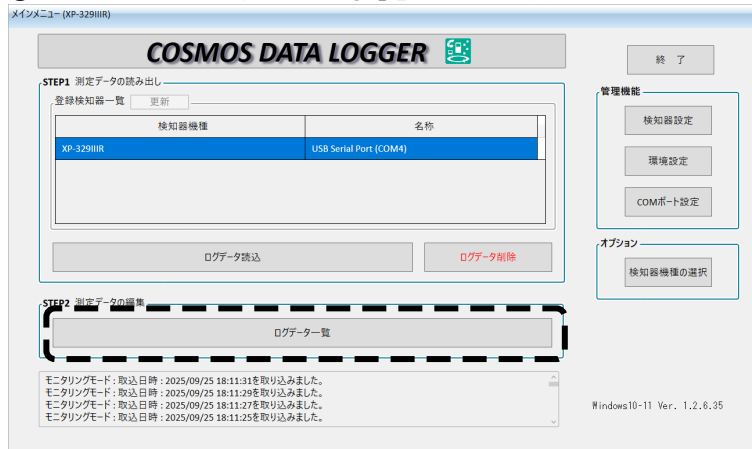 メインメニュー (XP-329IIIR)
COSMOS DATA LOGGER
終 了
STEP1 測定データの読み出し
登録検知器一覧 更新
検知器機種 名称
XP-329IIIR USB Serial Port (COM4)
ログデータ読込 ログデータ削除
管理機能
検知器設定
環境設定
COMポート設定
オプション
検知器機種の選択
STEP2 測定データの編集
ログデータ一覧
モニタリングモード : 取込日時 : 2025/09/25 18:11:31を取り込みました。
モニタリングモード : 取込日時 : 2025/09/25 18:11:29を取り込みました。
モニタリングモード : 取込日時 : 2025/09/25 18:11:27を取り込みました。
モニタリングモード : 取込日時 : 2025/09/25 18:11:25を取り込みました。
Windows10-11 Ver. 1.2.6.35